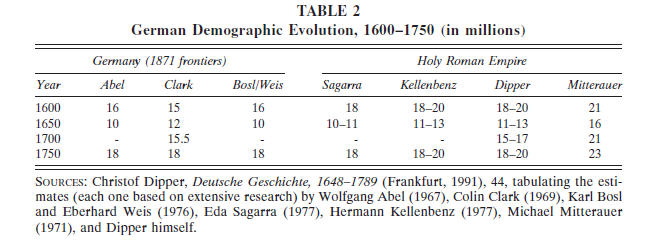 TABLE 2
German Demographic Evolution, 1600–1750 (in millions)
Germany (1871 frontiers) Holy Roman Empire
Year Abel Clark Bosl/Weis Sagarra Kellenbenz Dipper Mitterauer
1600 16 15 16 18 18–20 18–20 21
1650 10 12 10 10–11 11–13 11–13 16
1700 - 15.5 - - - 15–17 21
1750 18 18 18 18 18–20 18–20 23
SOURCES: Christof Dipper, Deutsche Geschichte, 1648–1789 (Frankfurt, 1991), 44, tabulating the esti-
mates (each one based on extensive research) by Wolfgang Abel (1967), Colin Clark (1969), Karl Bosl
and Eberhard Weis (1976), Eda Sagarra (1977), Hermann Kellenbenz (1977), Michael Mitterauer
(1971), and Dipper himself.